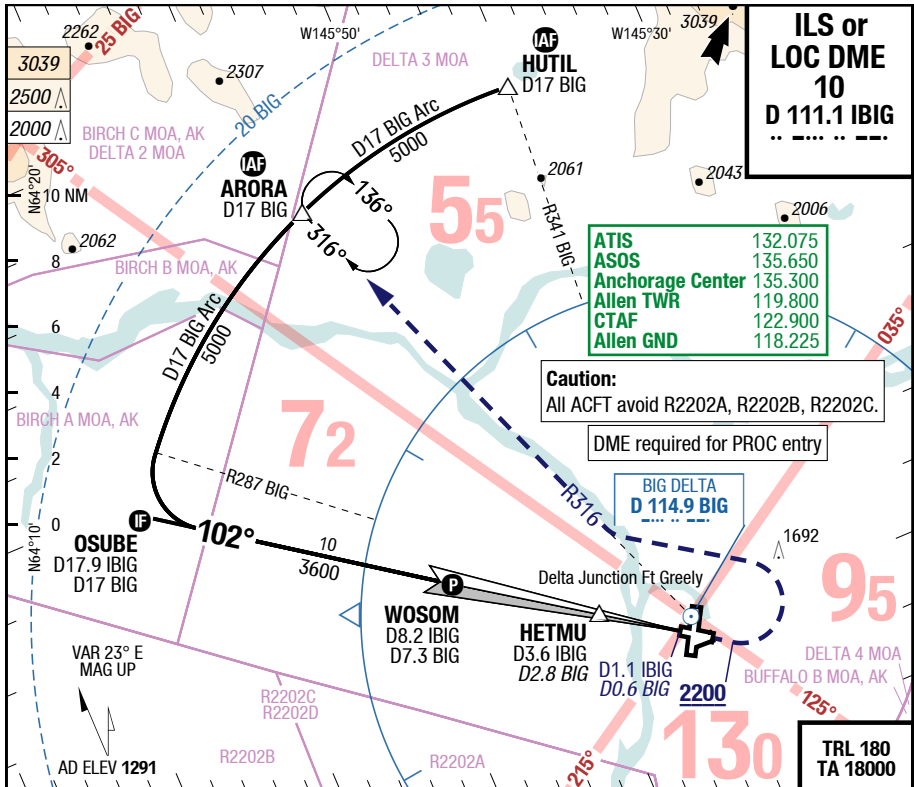 ILS or
LOC DME
10
D 111.1 IBIG
3039
2500
2000
2262
25 BIG
2307
W145°50'
W145°30'
3039
DELTA 3 MOA
IAF
HUTIL
D17 BIG
20 BIG
BIRCH C MOA, AK
DELTA 2 MOA
305°
N64°20'
10 NM
IAF
ARORA
D17 BIG
D17 BIG Arc
5000
136°
316°
55
2061
R341 BIG
2043
2006
2062
BIRCH B MOA, AK
8
6
4
2
0
ATIS 132.075
ASOS 135.650
Anchorage Center 135.300
Allen TWR 119.800
CTAF 122.900
Allen GND 118.225
035°
D17 BIG Arc
5000
Caution:
All ACFT avoid R2202A, R2202B, R2202C.
DME required for PROC entry
BIRCH A MOA, AK
72
R287 BIG
R316
BIG DELTA
D 114.9 BIG
1692
N64°10'
IF
OSUBE
D17.9 IBIG
D17 BIG
102°
10
3600
P
WOSOM
D8.2 IBIG
D7.3 BIG
Delta Junction Ft Greely
HETMU
D3.6 IBIG
D2.8 BIG
D1.1 IBIG
D0.6 BIG
2200
95
DELTA 4 MOA
BUFFALO B MOA, AK
125°
VAR 23° E
MAG UP
AD ELEV 1291
R2202C
R2202D
R2202B
R2202A
215°
130
TRL 180
TA 18000